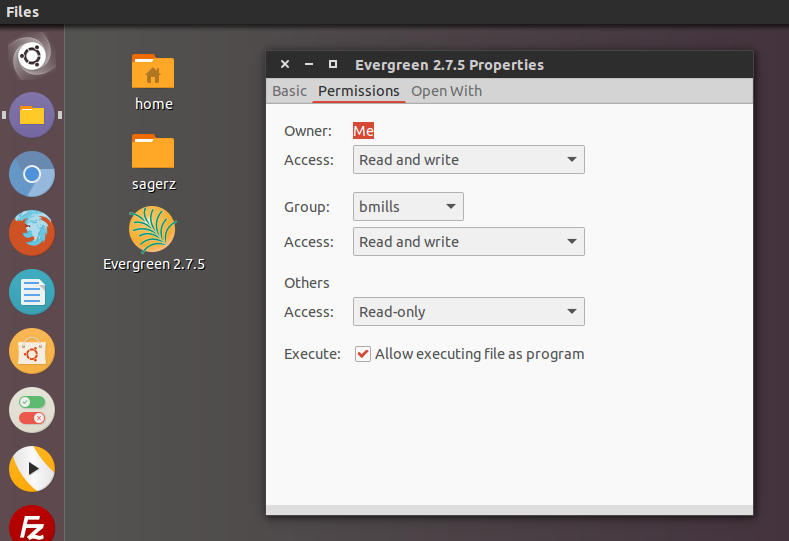 Files
home
sagerz
Evergreen 2.7.5
Evergreen 2.7.5 Properties
Basic Permissions Open With
Owner: Me
Access: Read and write
Group: bmills
Access: Read and write
Others
Access: Read-only
Execute: Allow executing file as program
Fz